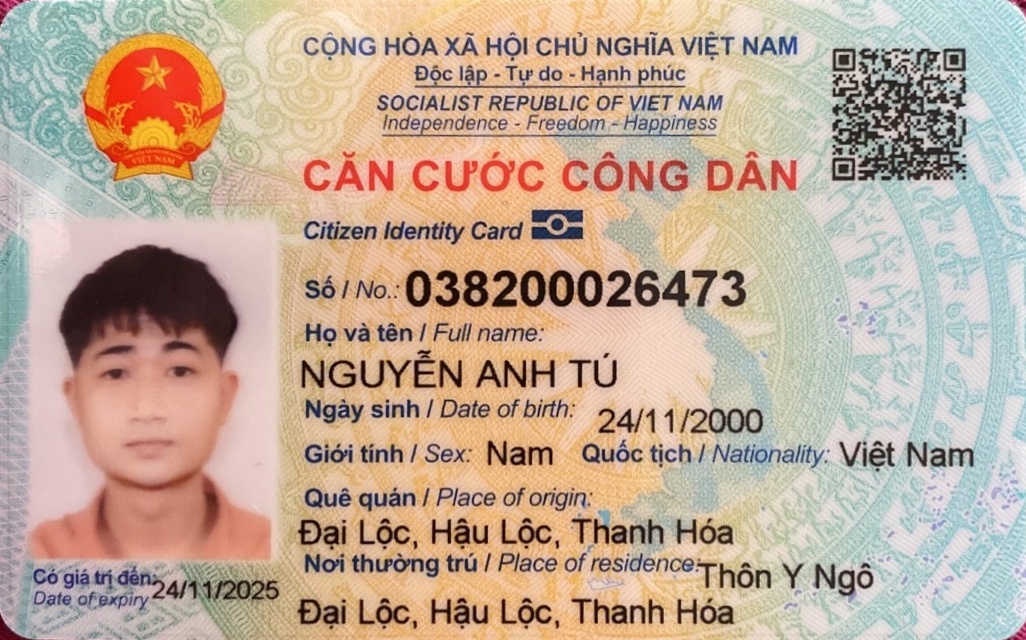 CỘNG HÒA XÃ HỘI CHỦ NGHĨA VIỆT NAM
Độc lập - Tự do - Hạnh phúc
SOCIALIST REPUBLIC OF VIET NAM
Independence - Freedom - Happiness
CĂN CƯỚC CÔNG DÂN
Citizen Identity Card
VIỆT NAM
Số / No.: 038200026473
Họ và tên / Full name:
NGUYỄN ANH TÚ
Ngày sinh / Date of birth: 24/11/2000
Giới tính / Sex: Nam Quốc tịch / Nationality: Việt Nam
Quê quán / Place of origin:
Đại Lộc, Hậu Lộc, Thanh Hóa
Nơi thường trú / Place of residence: Thôn Y Ngô
Đại Lộc, Hậu Lộc, Thanh Hóa
Có giá trị đến: 24/11/2025
Date of expiry